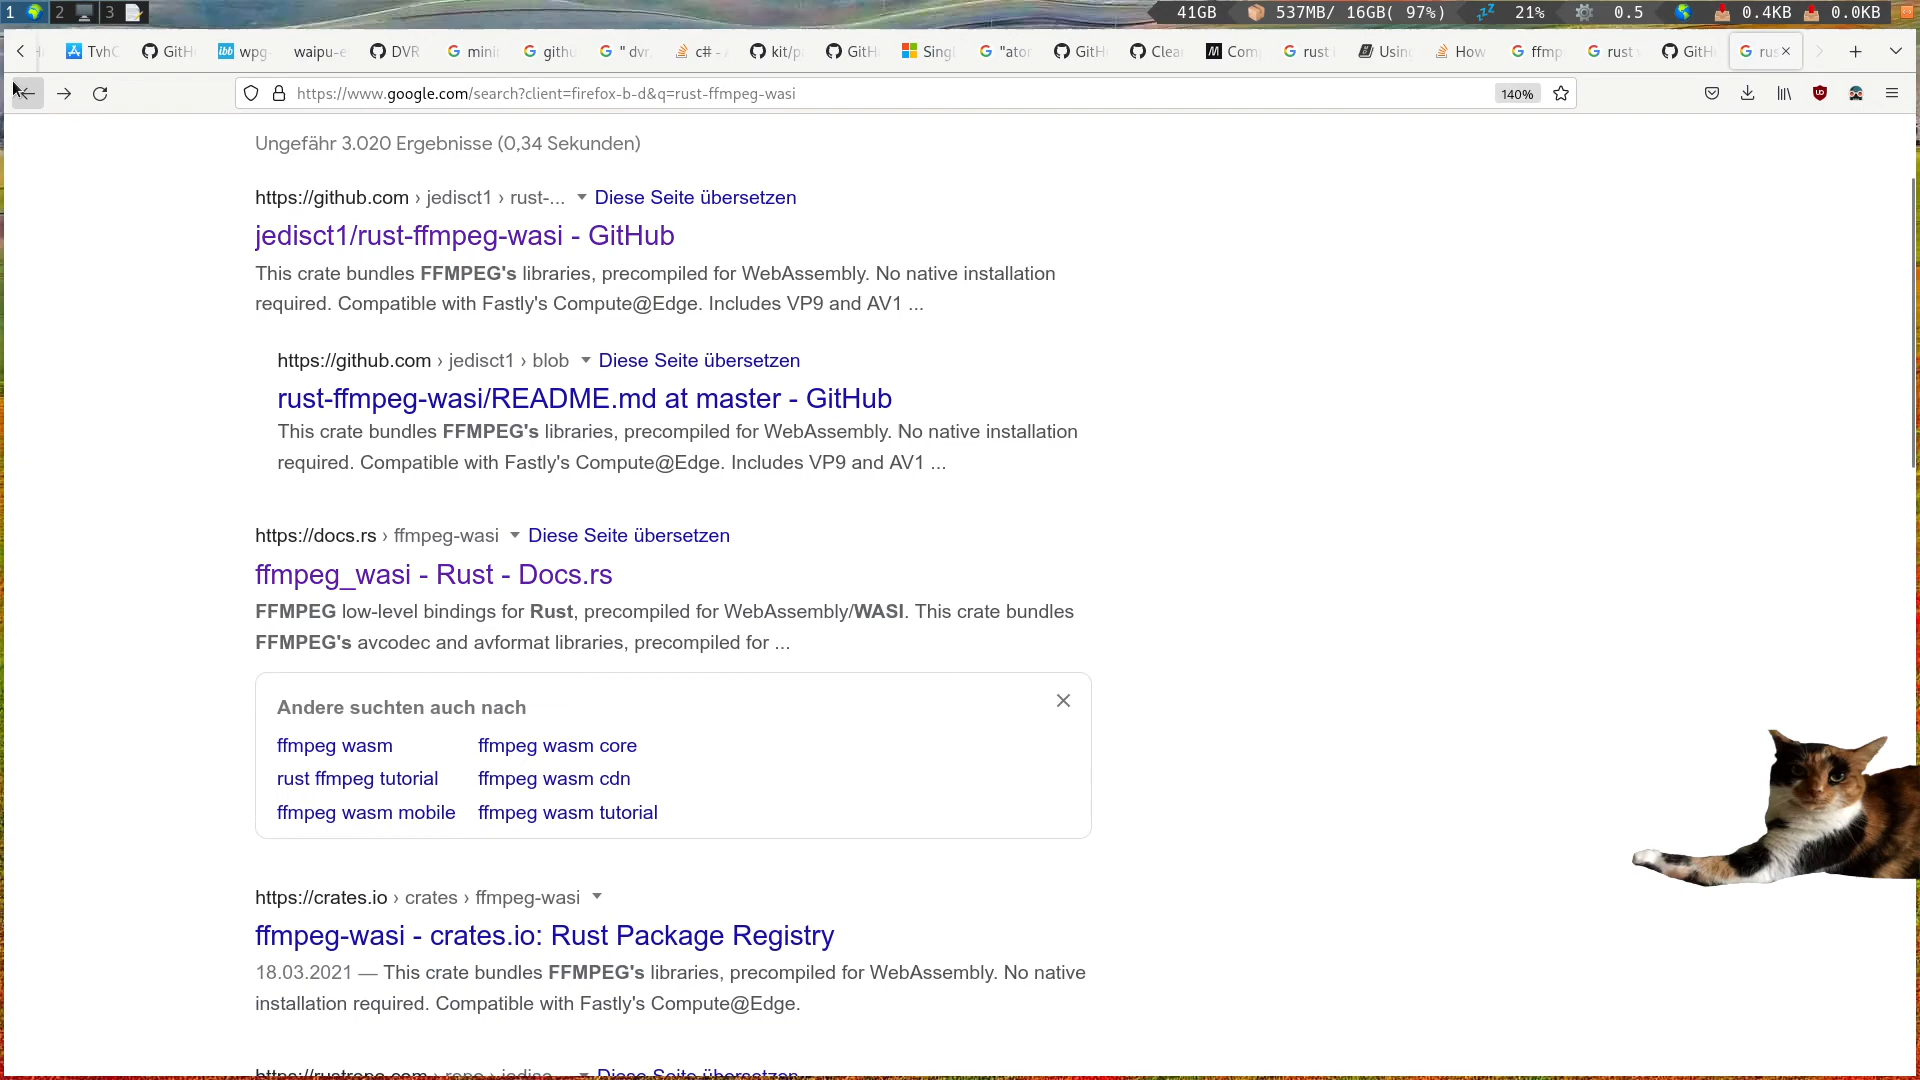 1 2 3 41GB 537MB/ 16GB( 97%) 21% 0.5 0.4KB 0.0KB
TvhC GitH wpg waipu-e DVR mini githu "dvr c# - kit/p GitH Singl "ator GitH Clea Com rust Usin How ffmp rust GitH rus
https://www.google.com/search?client=firefox-b-d&q=rust-ffmpeg-wasi 140%
Ungefähr 3.020 Ergebnisse (0,34 Sekunden)
https://github.com › jedisct1 › rust-... Diese Seite übersetzen
jedisct1/rust-ffmpeg-wasi - GitHub
This crate bundles FFMPEG's libraries, precompiled for WebAssembly. No native installation
required. Compatible with Fastly's Compute@Edge. Includes VP9 and AV1 ...
https://github.com › jedisct1 › blob Diese Seite übersetzen
rust-ffmpeg-wasi/README.md at master - GitHub
This crate bundles FFMPEG's libraries, precompiled for WebAssembly. No native installation
required. Compatible with Fastly's Compute@Edge. Includes VP9 and AV1 ...
https://docs.rs › ffmpeg-wasi Diese Seite übersetzen
ffmpeg_wasi - Rust - Docs.rs
FFMPEG low-level bindings for Rust, precompiled for WebAssembly/WASI. This crate bundles
FFMPEG's avcodec and avformat libraries, precompiled for ...
Andere suchten auch nach
ffmpeg wasm ffmpeg wasm core
rust ffmpeg tutorial ffmpeg wasm cdn
ffmpeg wasm mobile ffmpeg wasm tutorial
https://crates.io › crates › ffmpeg-wasi
ffmpeg-wasi - crates.io: Rust Package Registry
18.03.2021 — This crate bundles FFMPEG's libraries, precompiled for WebAssembly. No native
installation required. Compatible with Fastly's Compute@Edge.
https://rustrepo.com › repo › jedisc... Diese Seite übersetzen